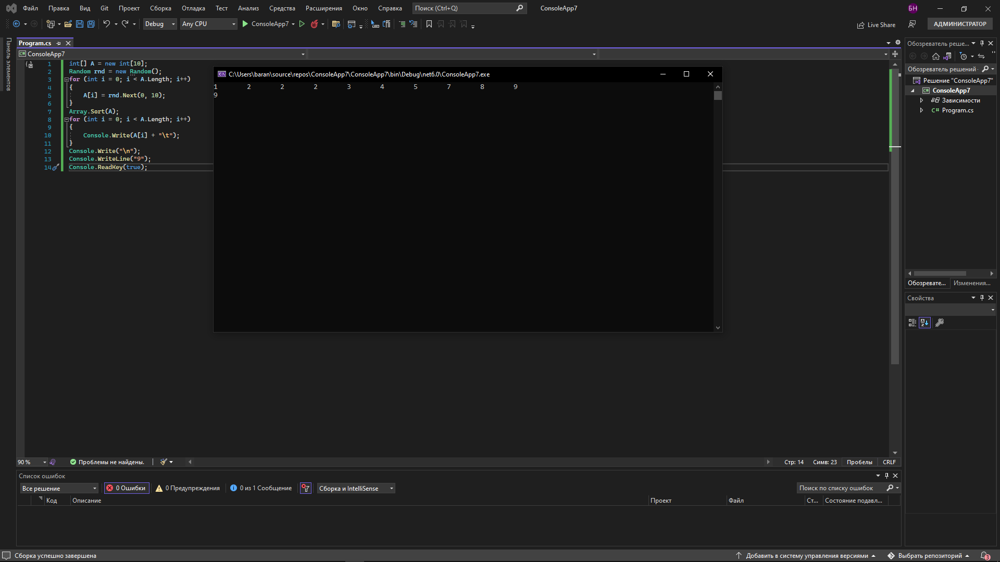 Файл Правка Вид Git Проект Сборка Отладка Тест Анализ Средства Расширения Окно Справка Поиск (Ctrl+Q) ConsoleApp7 БН
Debug Any CPU ConsoleApp7 Live Share АДМИНИСТРАТОР
Панель элементов
Program.cs
ConsoleApp7
1 int[] A = new int[10];
2 Random rnd = new Random();
3 for (int i = 0; i < A.Length; i++)
4 {
5 A[i] = rnd.Next(0, 10);
6 }
7 Array.Sort(A);
8 for (int i = 0; i < A.Length; i++)
9 {
10 Console.Write(A[i] + "\t");
11 }
12 Console.Write("\n");
13 Console.WriteLine("9");
14 Console.ReadKey(true);
C:\Users\baran\source\repos\ConsoleApp7\ConsoleApp7\bin\Debug\net6.0\ConsoleApp7.exe
1 2 2 2 3 4 5 7 8 9
9
Обозреватель реше...
Обозреватель решений
Решение "ConsoleApp7"
ConsoleApp7
Зависимости
C# Program.cs
Обозревате... Изменения...
Свойства
90 % Проблемы не найдены. Стр: 14 Симв: 23 Пробелы CRLF
Список ошибок
Все решение 0 Ошибки 0 Предупреждения 0 из 1 Сообщение Сборка и IntelliSense Поиск по списку ошибок
Код Описание Проект Файл Ст... Состояние подавл...
Сборка успешно завершена Добавить в систему управления версиями Выбрать репозиторий 3